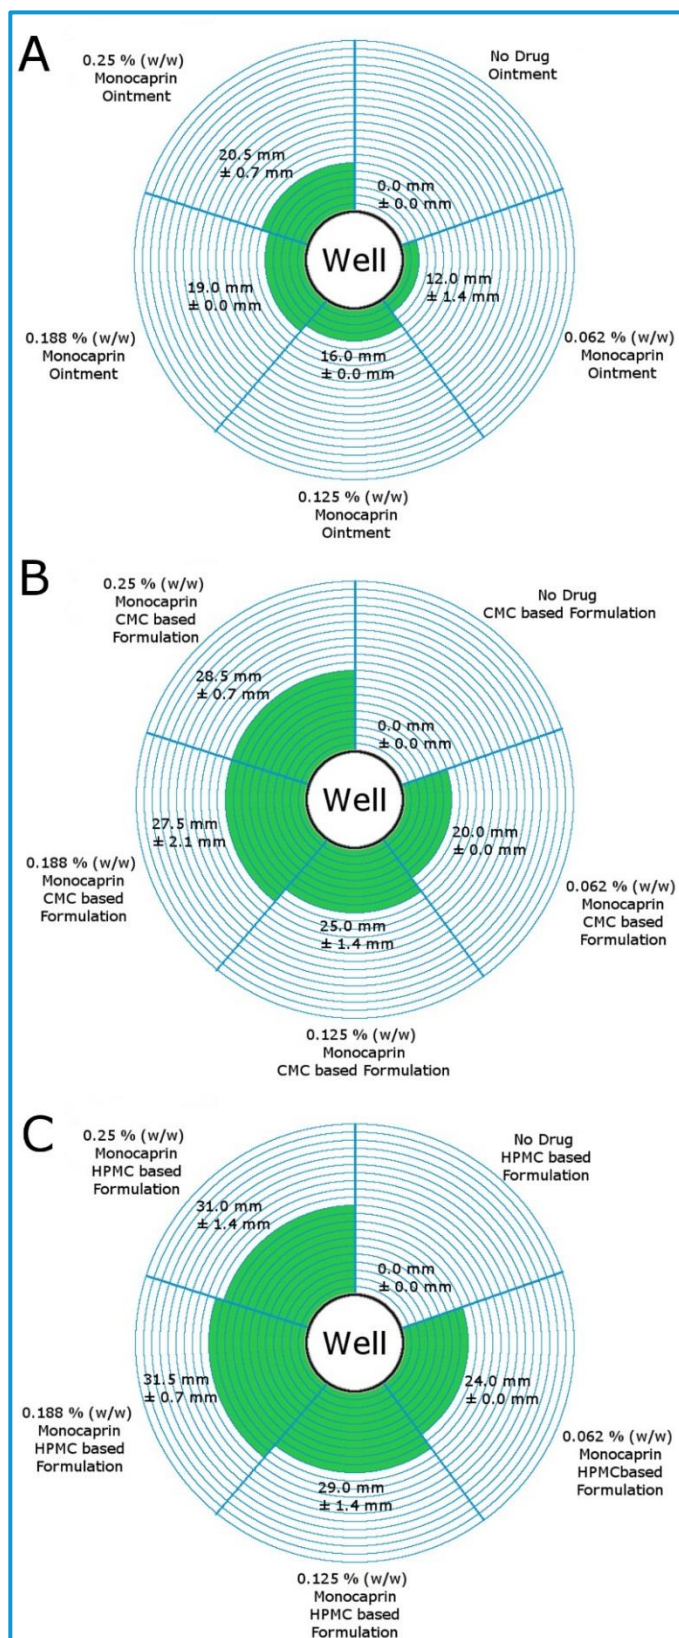 A
0.25 % (w/w)
Monocaprin
Ointment
No Drug
Ointment
20.5 mm
± 0.7 mm
0.0 mm
± 0.0 mm
Well
19.0 mm
± 0.0 mm
12.0 mm
± 1.4 mm
16.0 mm
± 0.0 mm
0.188 % (w/w)
Monocaprin
Ointment
0.062 % (w/w)
Monocaprin
Ointment
0.125 % (w/w)
Monocaprin
Ointment
B
0.25 % (w/w)
Monocaprin
CMC based
Formulation
No Drug
CMC based Formulation
28.5 mm
± 0.7 mm
0.0 mm
± 0.0 mm
Well
27.5 mm
± 2.1 mm
20.0 mm
± 0.0 mm
0.188 % (w/w)
Monocaprin
CMC based
Formulation
0.062 % (w/w)
Monocaprin
CMC based
Formulation
25.0 mm
± 1.4 mm
0.125 % (w/w)
Monocaprin
CMC based Formulation
C
0.25 % (w/w)
Monocaprin
HPMC based
Formulation
No Drug
HPMC based
Formulation
31.0 mm
± 1.4 mm
0.0 mm
± 0.0 mm
Well
31.5 mm
± 0.7 mm
24.0 mm
± 0.0 mm
0.188 % (w/w)
Monocaprin
HPMC based
Formulation
0.062 % (w/w)
Monocaprin
HPMCbased
Formulation
29.0 mm
± 1.4 mm
0.125 % (w/w)
Monocaprin
HPMC based
Formulation